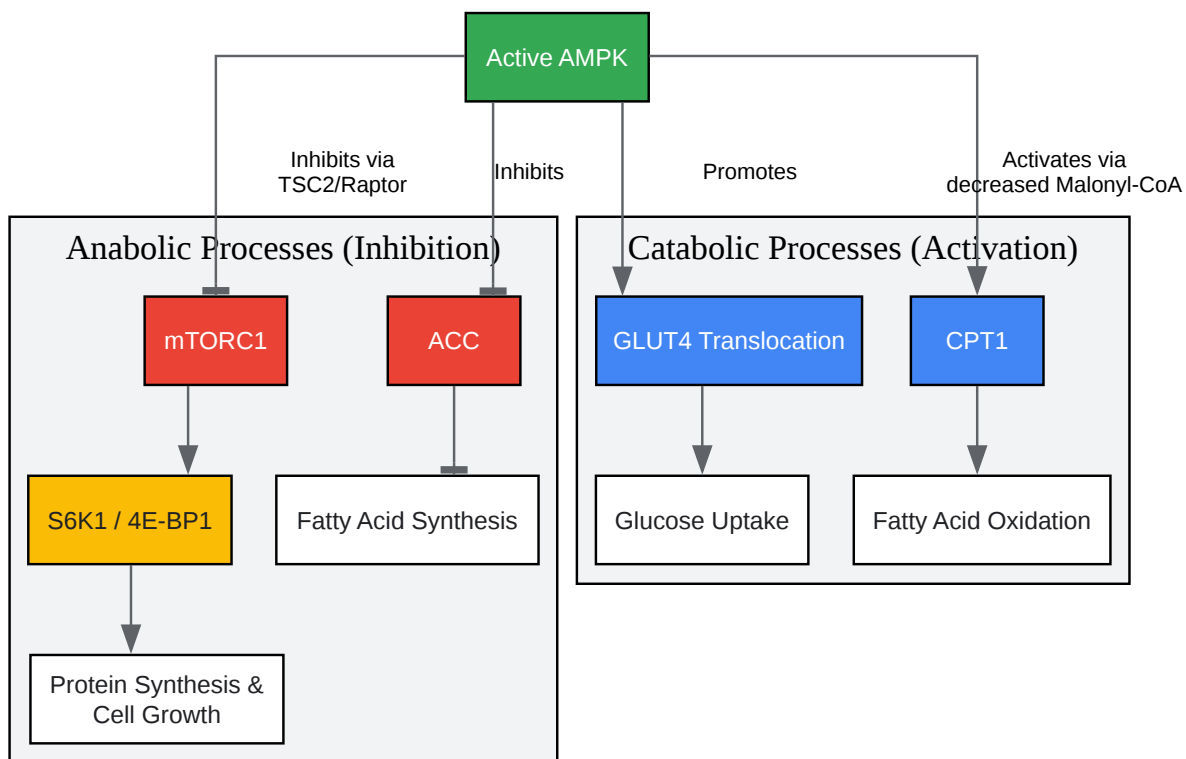 Active AMPK
Inhibits via
TSC2/Raptor
Inhibits
Promotes
Activates via
decreased Malonyl-CoA
Anabolic Processes (Inhibition)
Catabolic Processes (Activation)
mTORC1
ACC
GLUT4 Translocation
CPT1
S6K1 / 4E-BP1
Fatty Acid Synthesis
Glucose Uptake
Fatty Acid Oxidation
Protein Synthesis &
Cell Growth